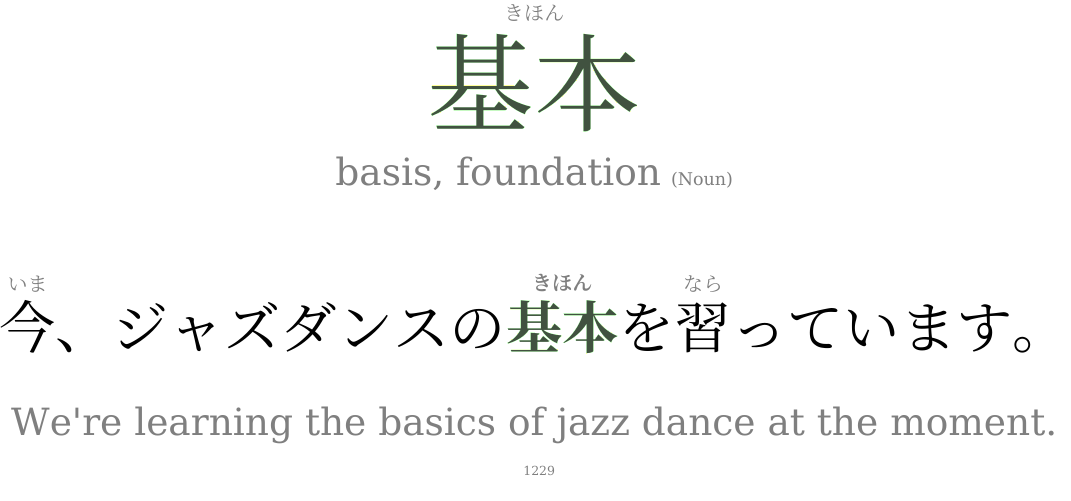 きほん
基本
basis, foundation (Noun)
いま きほん なら
今、ジャズダンスの基本を習っています。
We're learning the basics of jazz dance at the moment.
1229